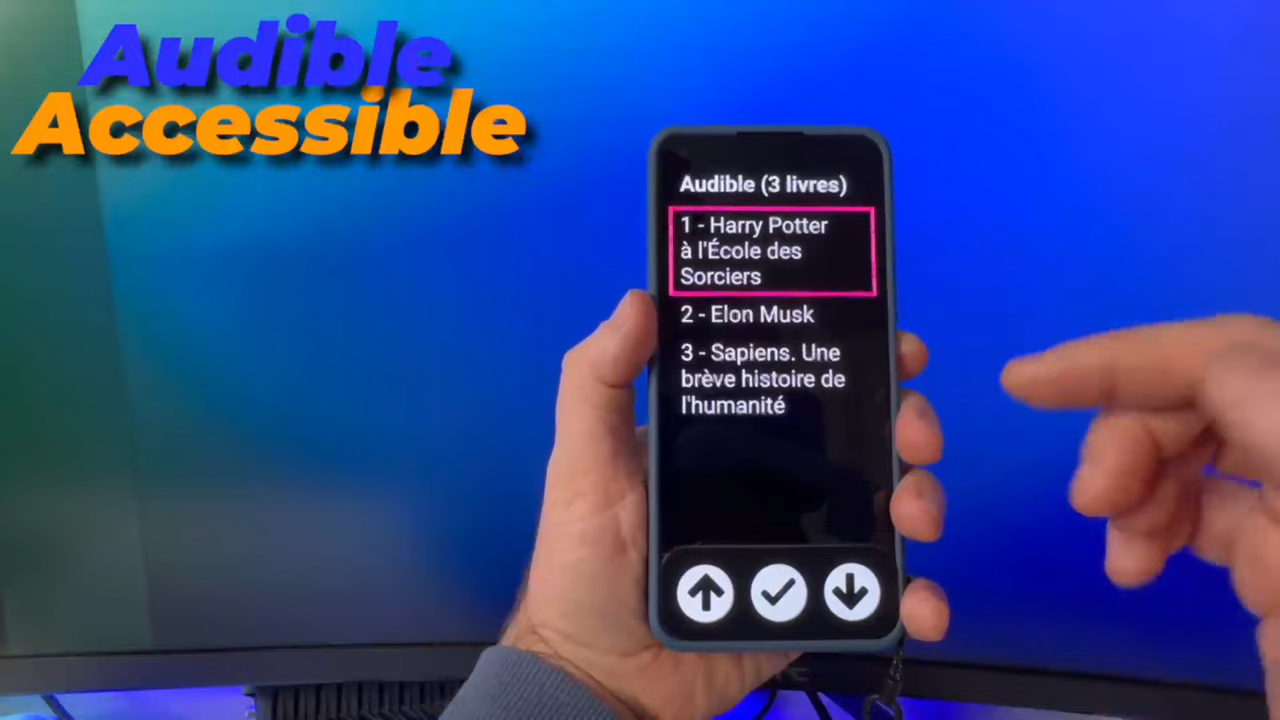 Audible
Accessible
Audible (3 livres)
1 - Harry Potter
à l'École des
Sorciers
2 - Elon Musk
3 - Sapiens. Une
brève histoire de
l'humanité